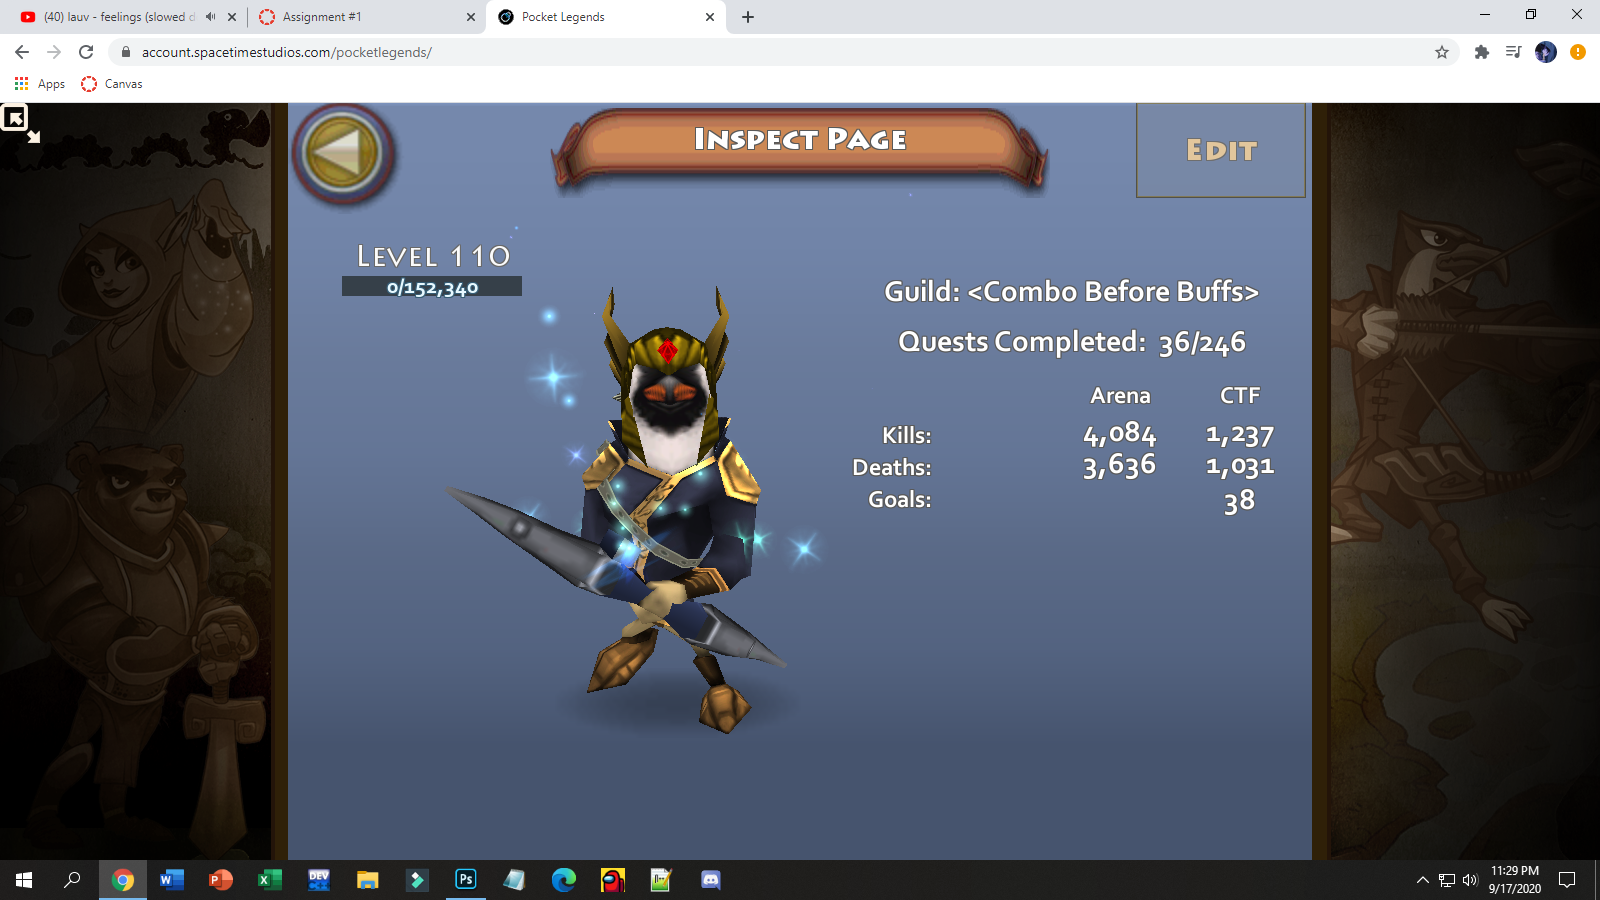 (40) lauv - feelings (slowed d
Assignment #1
Pocket Legends
account.spacetimestudios.com/pocketlegends/
Apps
Canvas
INSPECT PAGE
EDIT
LEVEL 110
0/152,340
Guild: <Combo Before Buffs>
Quests Completed: 36/246
Arena CTF
Kills: 4,084 1,237
Deaths: 3,636 1,031
Goals: 38
W
P
X
DEV
Ps
11:29 PM
9/17/2020